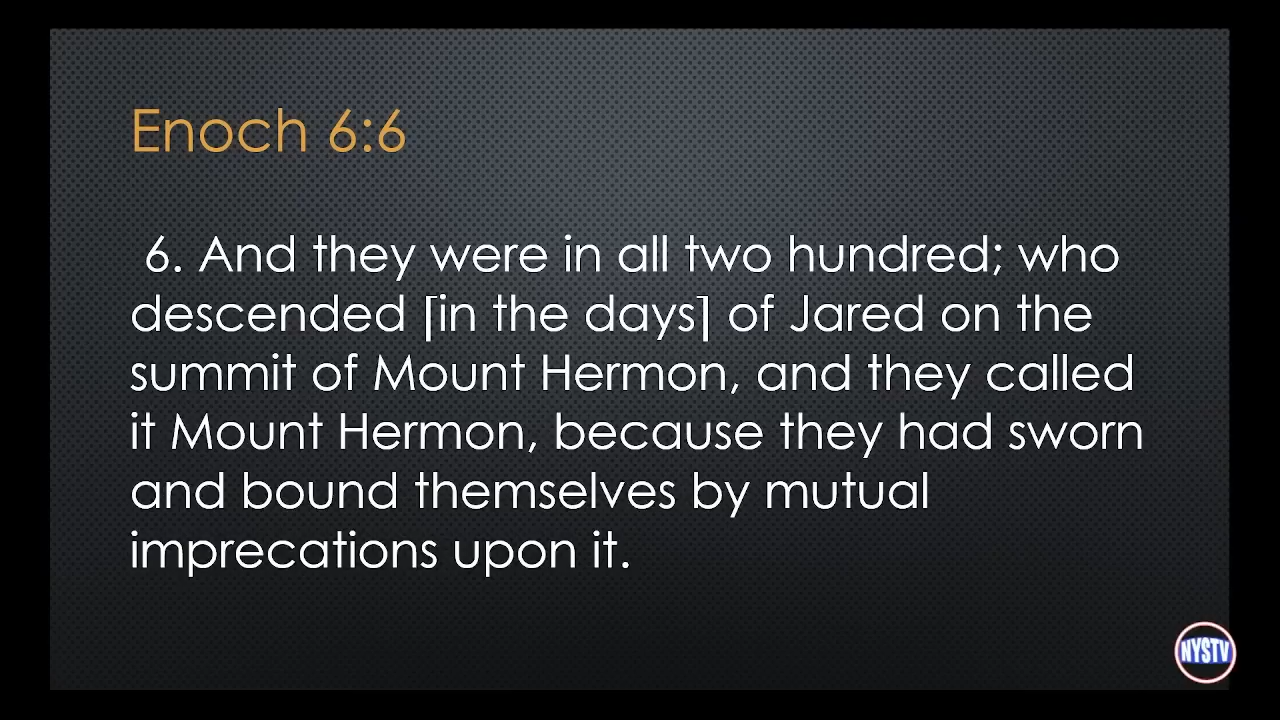 Enoch 6:6
6. And they were in all two hundred; who
descended ⌈in the days⌉ of Jared on the
summit of Mount Hermon, and they called
it Mount Hermon, because they had sworn
and bound themselves by mutual
imprecations upon it.
NYSTV